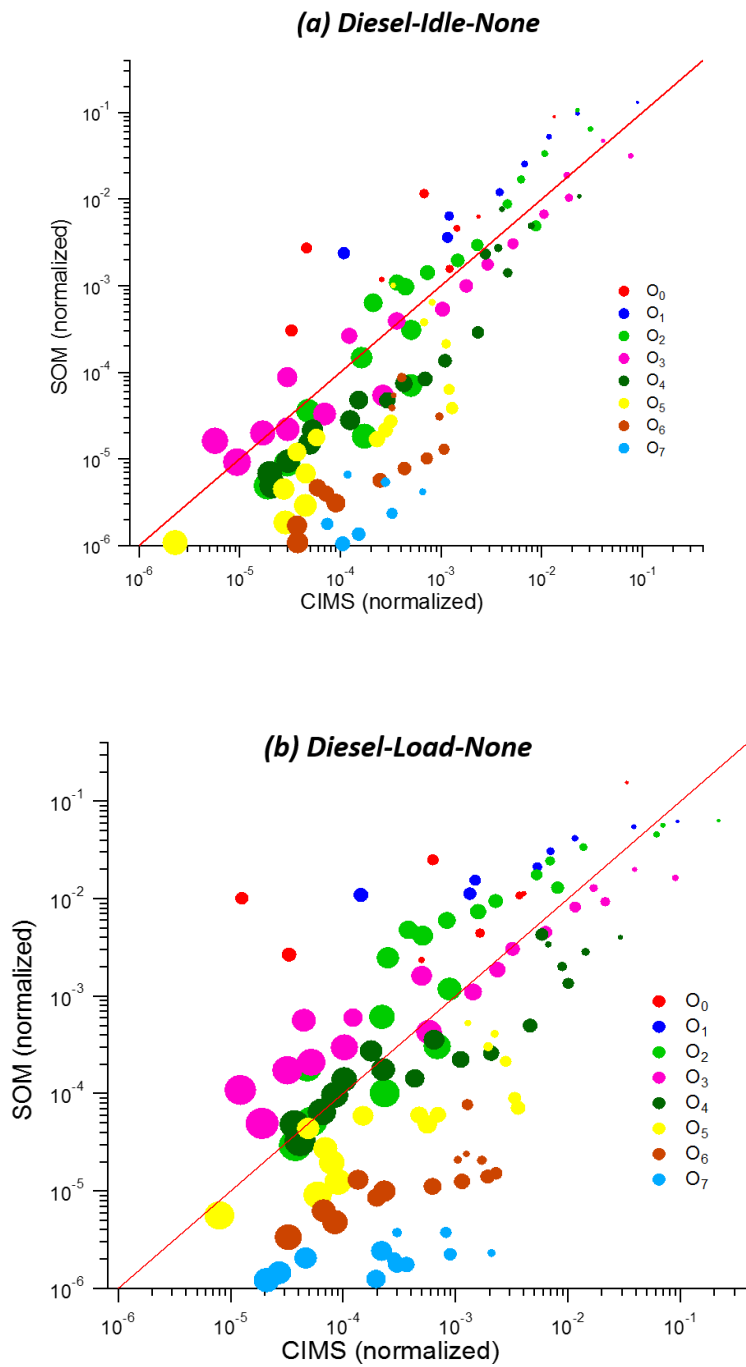 (a) Diesel-Idle-None
10⁻¹
10⁻²
10⁻³
10⁻⁴
10⁻⁵
10⁻⁶
SOM (normalized)
O₀
O₁
O₂
O₃
O₄
O₅
O₆
O₇
10⁻⁶ 10⁻⁵ 10⁻⁴ 10⁻³ 10⁻² 10⁻¹
CIMS (normalized)
(b) Diesel-Load-None
10⁻¹
10⁻²
10⁻³
10⁻⁴
10⁻⁵
10⁻⁶
SOM (normalized)
O₀
O₁
O₂
O₃
O₄
O₅
O₆
O₇
10⁻⁶ 10⁻⁵ 10⁻⁴ 10⁻³ 10⁻² 10⁻¹
CIMS (normalized)